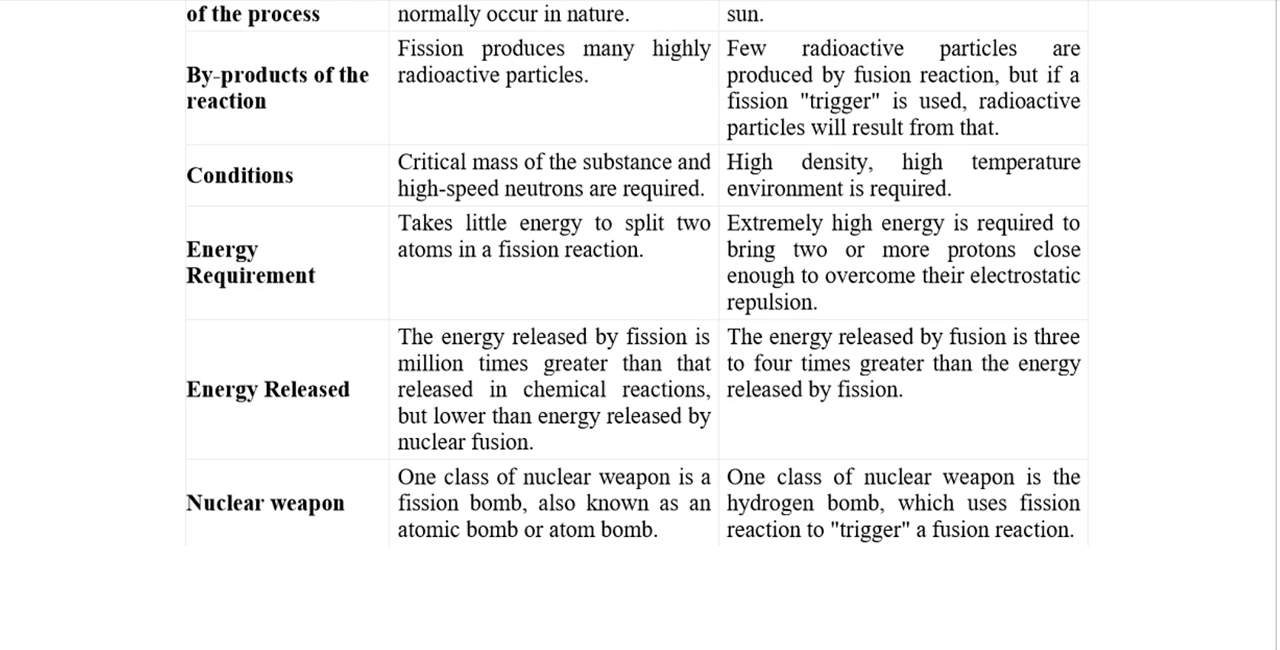 of the process
normally occur in nature.
sun.
By-products of the
reaction
Fission produces many highly
radioactive particles.
Few radioactive particles are
produced by fusion reaction, but if a
fission "trigger" is used, radioactive
particles will result from that.
Conditions
Critical mass of the substance and
high-speed neutrons are required.
High density, high temperature
environment is required.
Energy
Requirement
Takes little energy to split two
atoms in a fission reaction.
Extremely high energy is required to
bring two or more protons close
enough to overcome their electrostatic
repulsion.
Energy Released
The energy released by fission is
million times greater than that
released in chemical reactions,
but lower than energy released by
nuclear fusion.
The energy released by fusion is three
to four times greater than the energy
released by fission.
Nuclear weapon
One class of nuclear weapon is a
fission bomb, also known as an
atomic bomb or atom bomb.
One class of nuclear weapon is the
hydrogen bomb, which uses fission
reaction to "trigger" a fusion reaction.